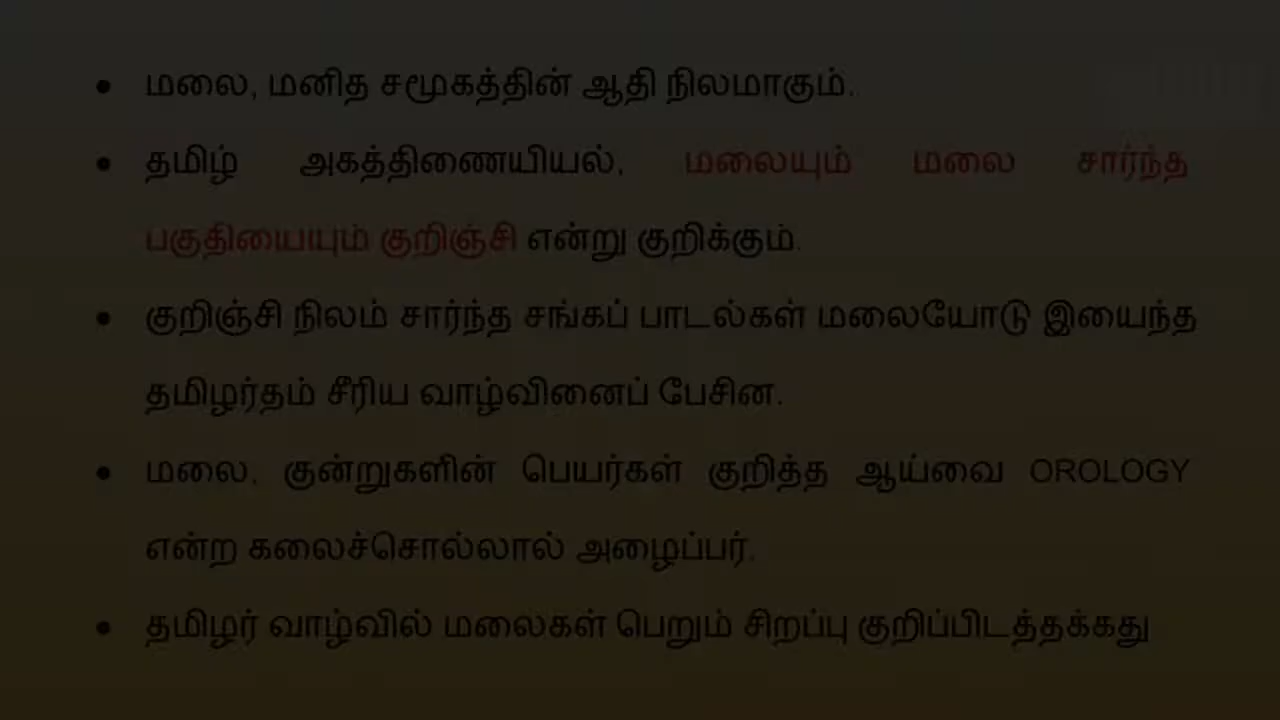 • மலை, மனித சமூகத்தின் ஆதி நிலமாகும்.
• தமிழ் அகத்திணையியல், மலையும் மலை சார்ந்த
பகுதியையும் குறிஞ்சி என்று குறிக்கும்.
• குறிஞ்சி நிலம் சார்ந்த சங்கப் பாடல்கள் மலையோடு இயைந்த
தமிழர்தம் சீரிய வாழ்வினைப் பேசின.
• மலை, குன்றுகளின் பெயர்கள் குறித்த ஆய்வை OROLOGY
என்ற கலைச்சொல்லால் அழைப்பர்.
• தமிழர் வாழ்வில் மலைகள் பெறும் சிறப்பு குறிப்பிடத்தக்கது